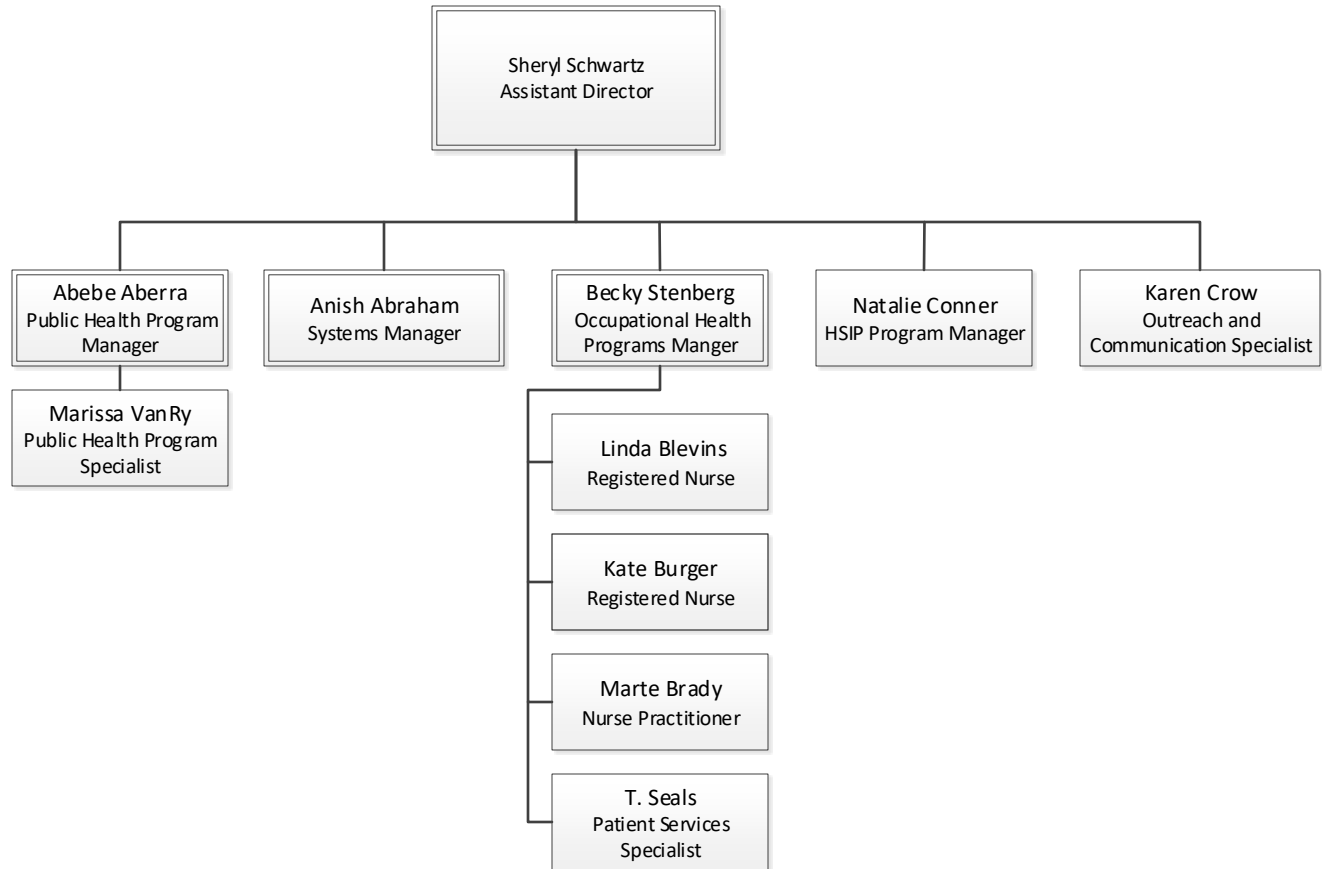 Sheryl Schwartz
Assistant Director
Abebe Aberra
Public Health Program
Manager
Anish Abraham
Systems Manager
Becky Stenberg
Occupational Health
Programs Manger
Natalie Conner
HSIP Program Manager
Karen Crow
Outreach and
Communication Specialist
Marissa VanRy
Public Health Program
Specialist
Linda Blevins
Registered Nurse
Kate Burger
Registered Nurse
Marte Brady
Nurse Practitioner
T. Seals
Patient Services
Specialist